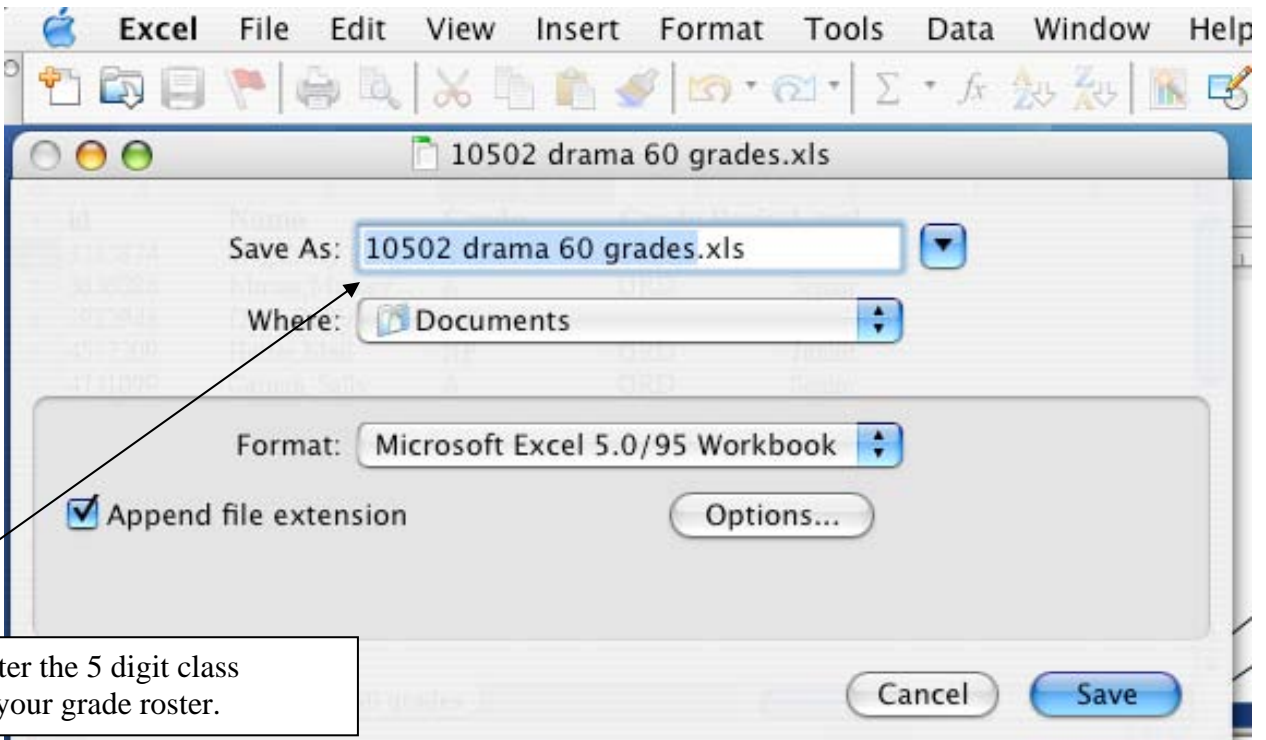 Excel File Edit View Insert Format Tools Data Window Help
10502 drama 60 grades.xls
Save As: 10502 drama 60 grades.xls
Where: Documents
Format: Microsoft Excel 5.0/95 Workbook
Append file extension
Options...
the 5 digit class
your grade roster.
Cancel Save